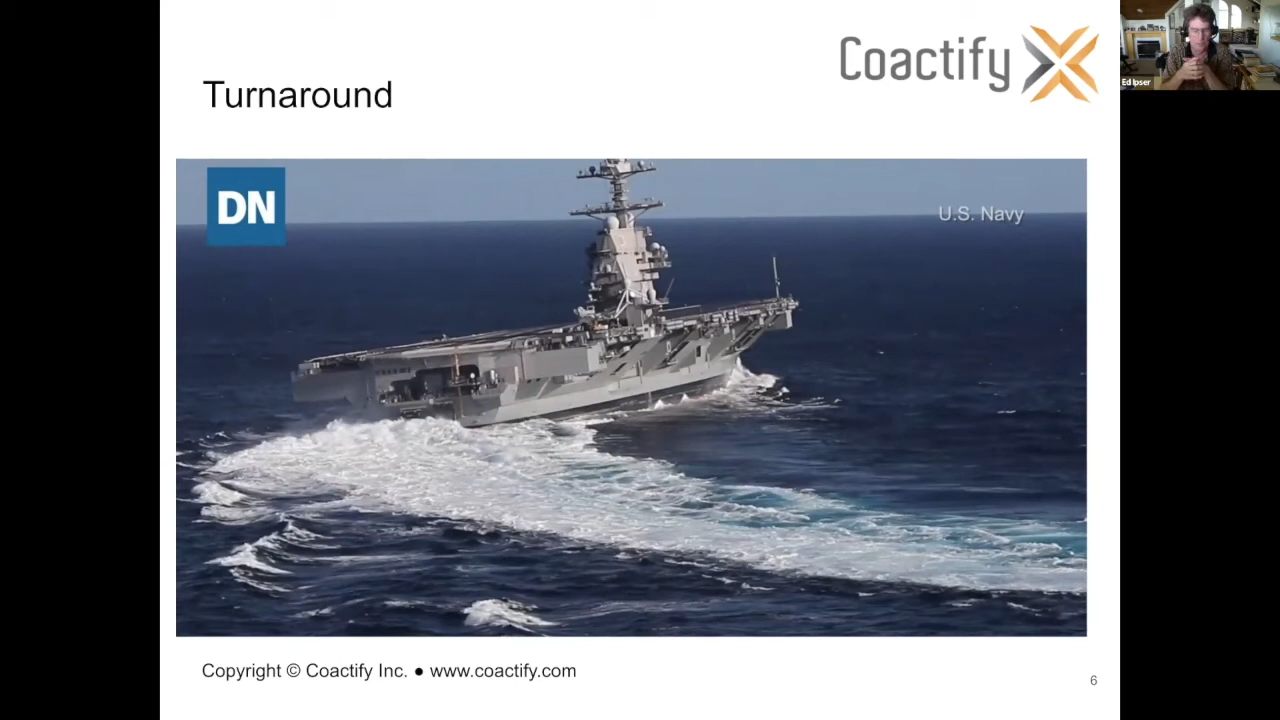 Coactify
Ed Ipser
Turnaround
DN
U.S. Navy
Copyright © Coactify Inc. ● www.coactify.com
6